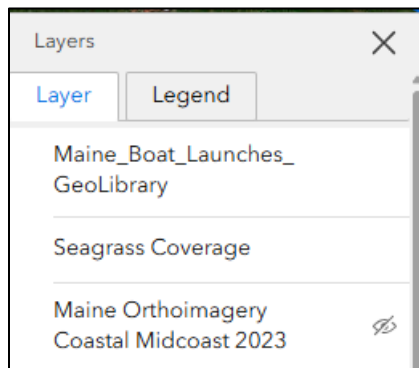 Layers
Layer Legend
Maine_Boat_Launches_
GeoLibrary
Seagrass Coverage
Maine Orthoimagery
Coastal Midcoast 2023